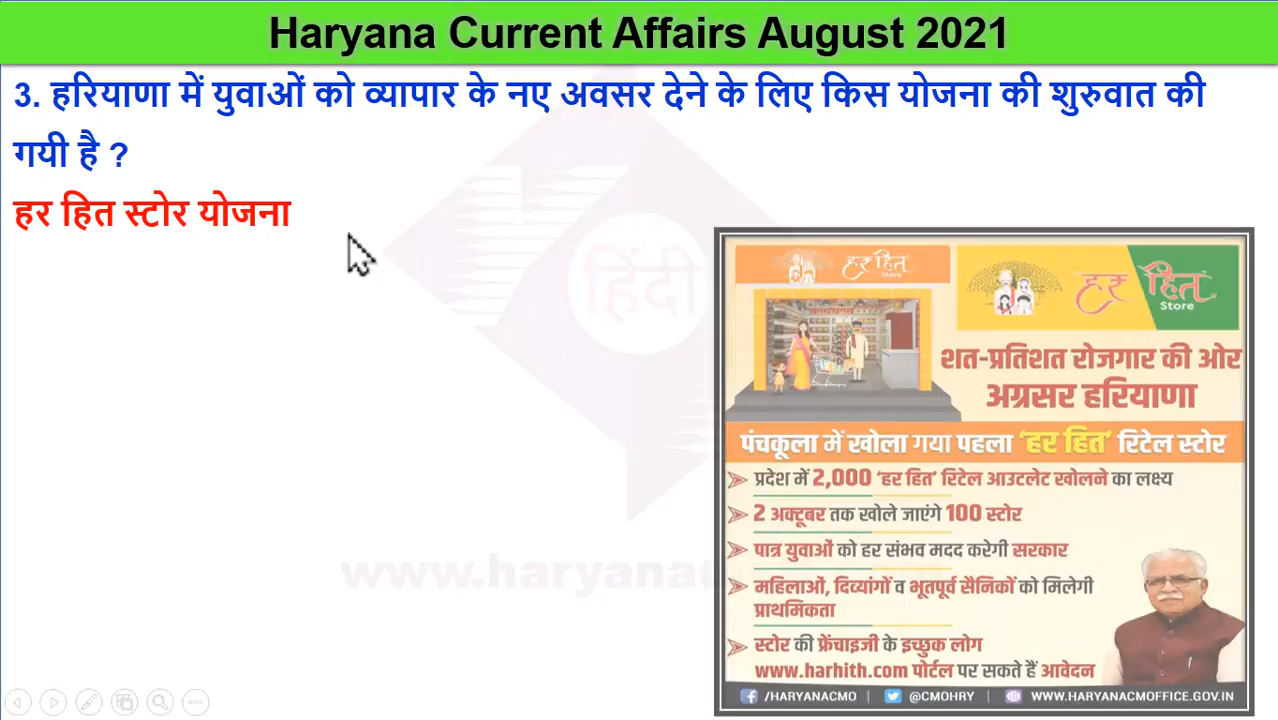 Haryana Current Affairs August 2021
3. हरियाणा में युवाओं को व्यापार के नए अवसर देने के लिए किस योजना की शुरुवात की
गयी है ?
हर हित स्टोर योजना
हिंदी
www.haryanac
हर हित
Store
हर हित
Store
शत-प्रतिशत रोजगार की ओर
अग्रसर हरियाणा
पंचकूला में खोला गया पहला 'हर हित' रिटेल स्टोर
प्रदेश में 2,000 'हर हित' रिटेल आउटलेट खोलने का लक्ष्य
2 अक्टूबर तक खोले जाएंगे 100 स्टोर
पात्र युवाओं को हर संभव मदद करेगी सरकार
महिलाओं, दिव्यांगों व भूतपूर्व सैनिकों को मिलेगी
प्राथमिकता
स्टोर की फ्रेंचाइजी के इच्छुक लोग
www.harhith.com पोर्टल पर सकते हैं आवेदन
/HARYANACMO | @CMOHRY | WWW.HARYANACMOFFICE.GOV.IN